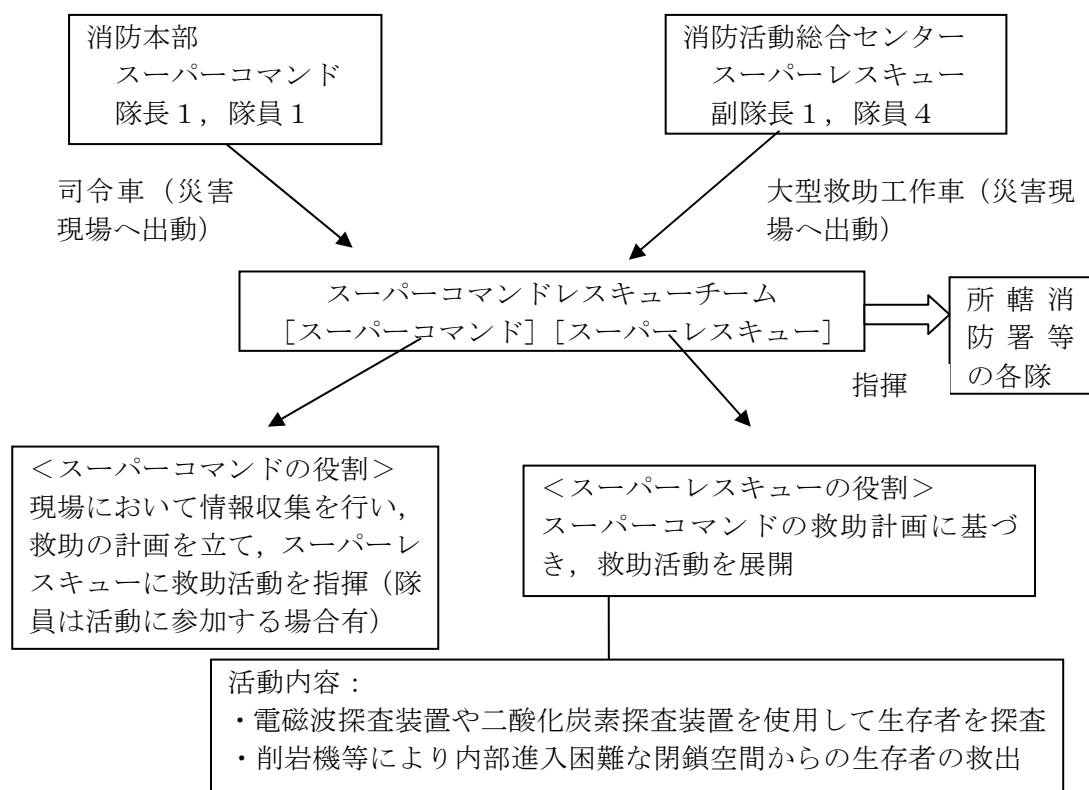 消防本部
スーパーコマンド
隊長1,隊員1
消防活動総合センター
スーパーレスキュー
副隊長1,隊員4
司令車(災害
現場へ出動)
大型救助工作車(災害現
場へ出動)
スーパーコマンドレスキューチーム
[スーパーコマンド][スーパーレスキュー]
所轄消
防署等
の各隊
指揮
<スーパーコマンドの役割>
現場において情報収集を行い,
救助の計画を立て,スーパーレ
スキューに救助活動を指揮(隊
員は活動に参加する場合有)
<スーパーレスキューの役割>
スーパーコマンドの救助計画に基づ
き,救助活動を展開
活動内容:
・電磁波探査装置や二酸化炭素探査装置を使用して生存者を探査
・削岩機等により内部進入困難な閉鎖空間からの生存者の救出